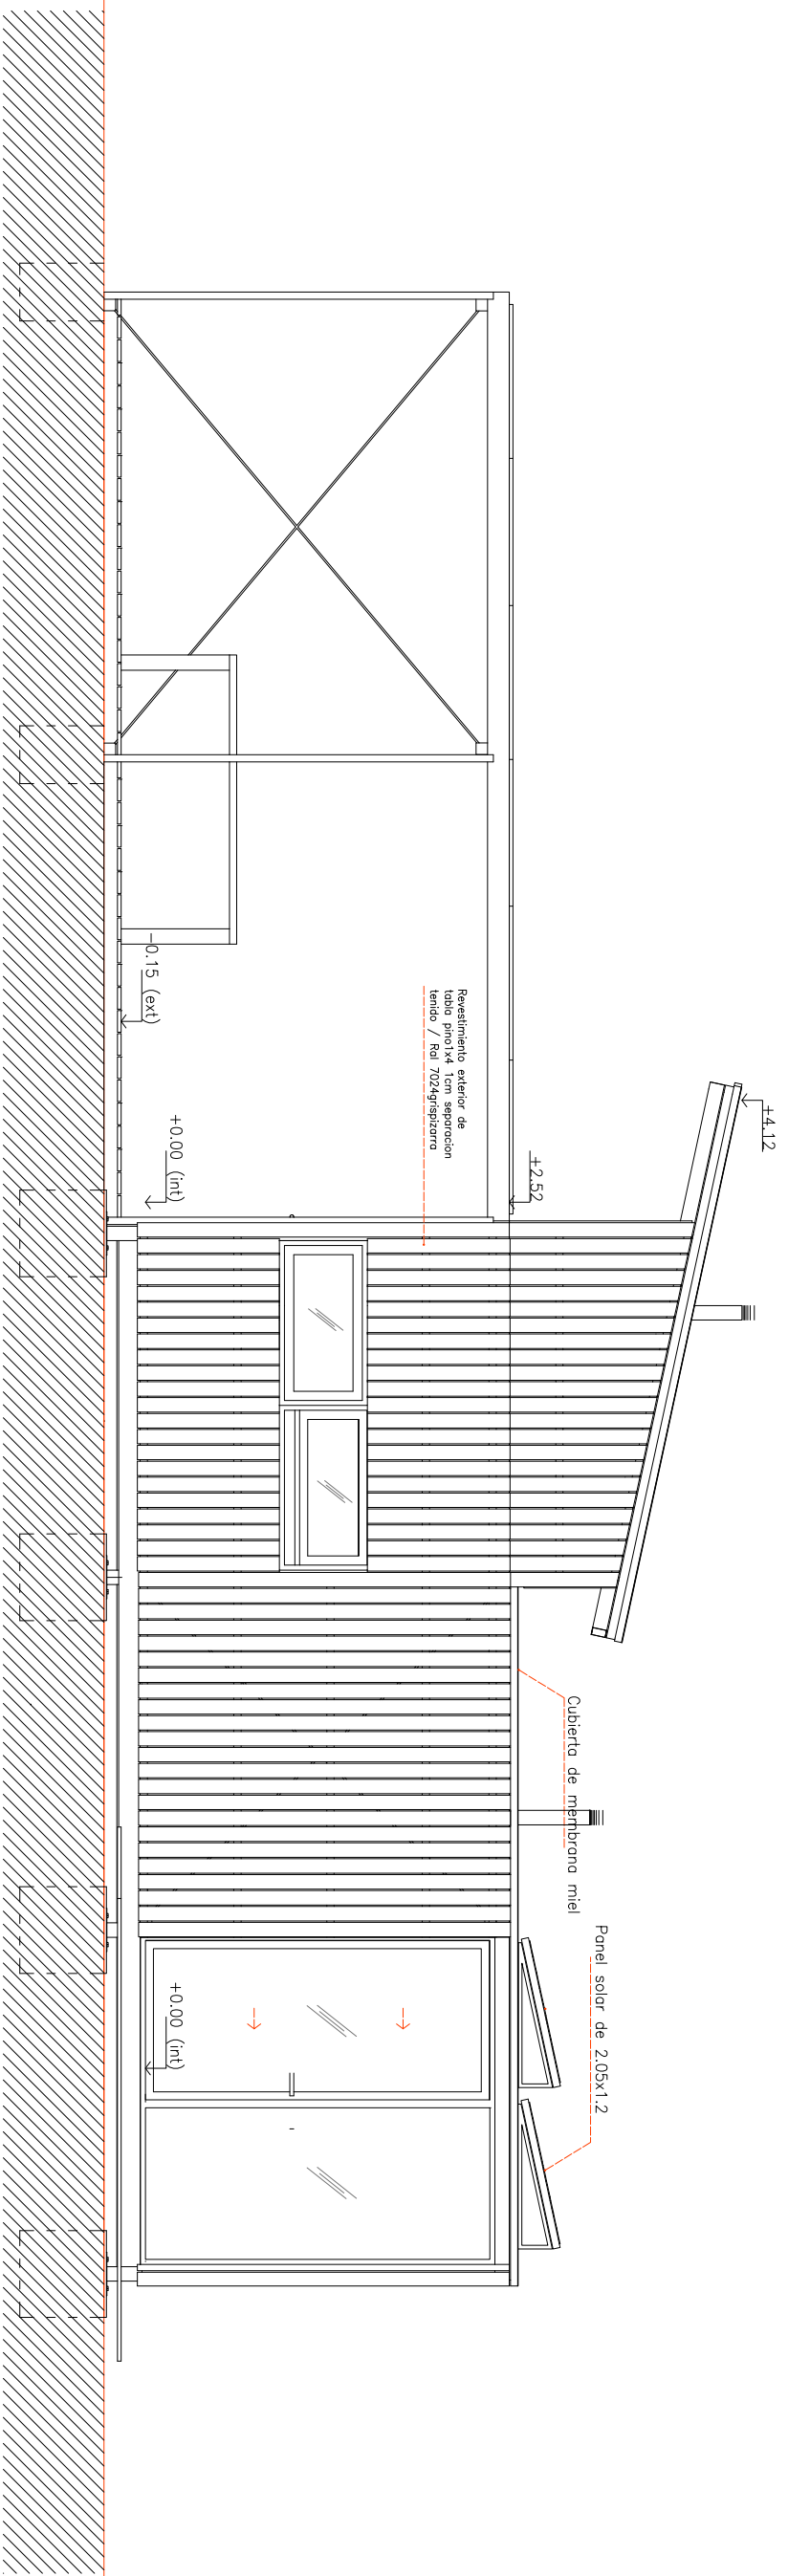 +4.12
+2.52
Revestimiento exterior de
tabla pino1x4 1cm separacion
tenido / Ral 7024grispizarra
-0.15 (ext)
+0.00 (int)
Cubierta de membrana miel
Panel solar de 2.05x1.2
+0.00 (int)